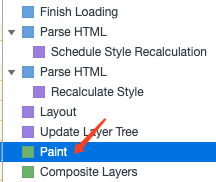 Finish Loading
Parse HTML
Schedule Style Recalculation
Parse HTML
Recalculate Style
Layout
Update Layer Tree
Paint
Composite Layers